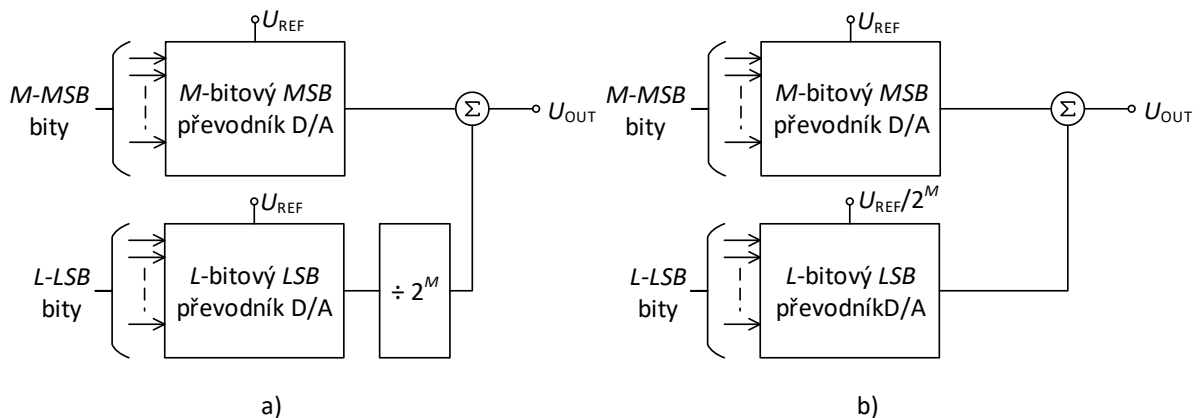 U_REF
M-MSB
bity
M-bitový MSB
převodník D/A
Σ
U_OUT
U_REF
L-LSB
bity
L-bitový LSB
převodník D/A
÷ 2^M
a)
U_REF
M-MSB
bity
M-bitový MSB
převodník D/A
Σ
U_OUT
U_REF/2^M
L-LSB
bity
L-bitový LSB
převodníkD/A
b)